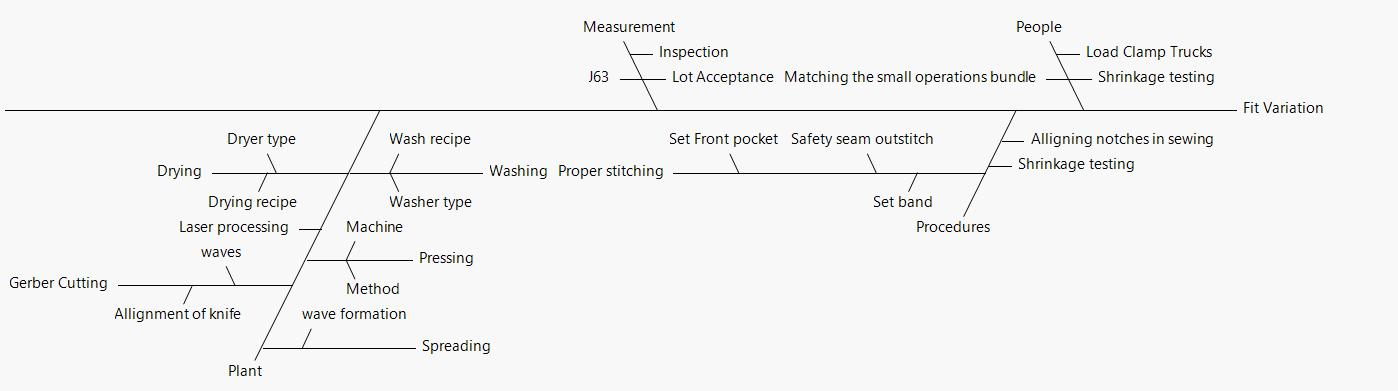 Measurement
People
Inspection
Load Clamp Trucks
J63
Lot Acceptance
Matching the small operations bundle
Shrinkage testing
Fit Variation
Dryer type
Wash recipe
Set Front pocket
Safety seam outstitch
Alligning notches in sewing
Drying
Washing
Proper stitching
Shrinkage testing
Drying recipe
Washer type
Set band
Laser processing
Machine
Procedures
waves
Gerber Cutting
Pressing
Method
Allignment of knife
wave formation
Spreading
Plant